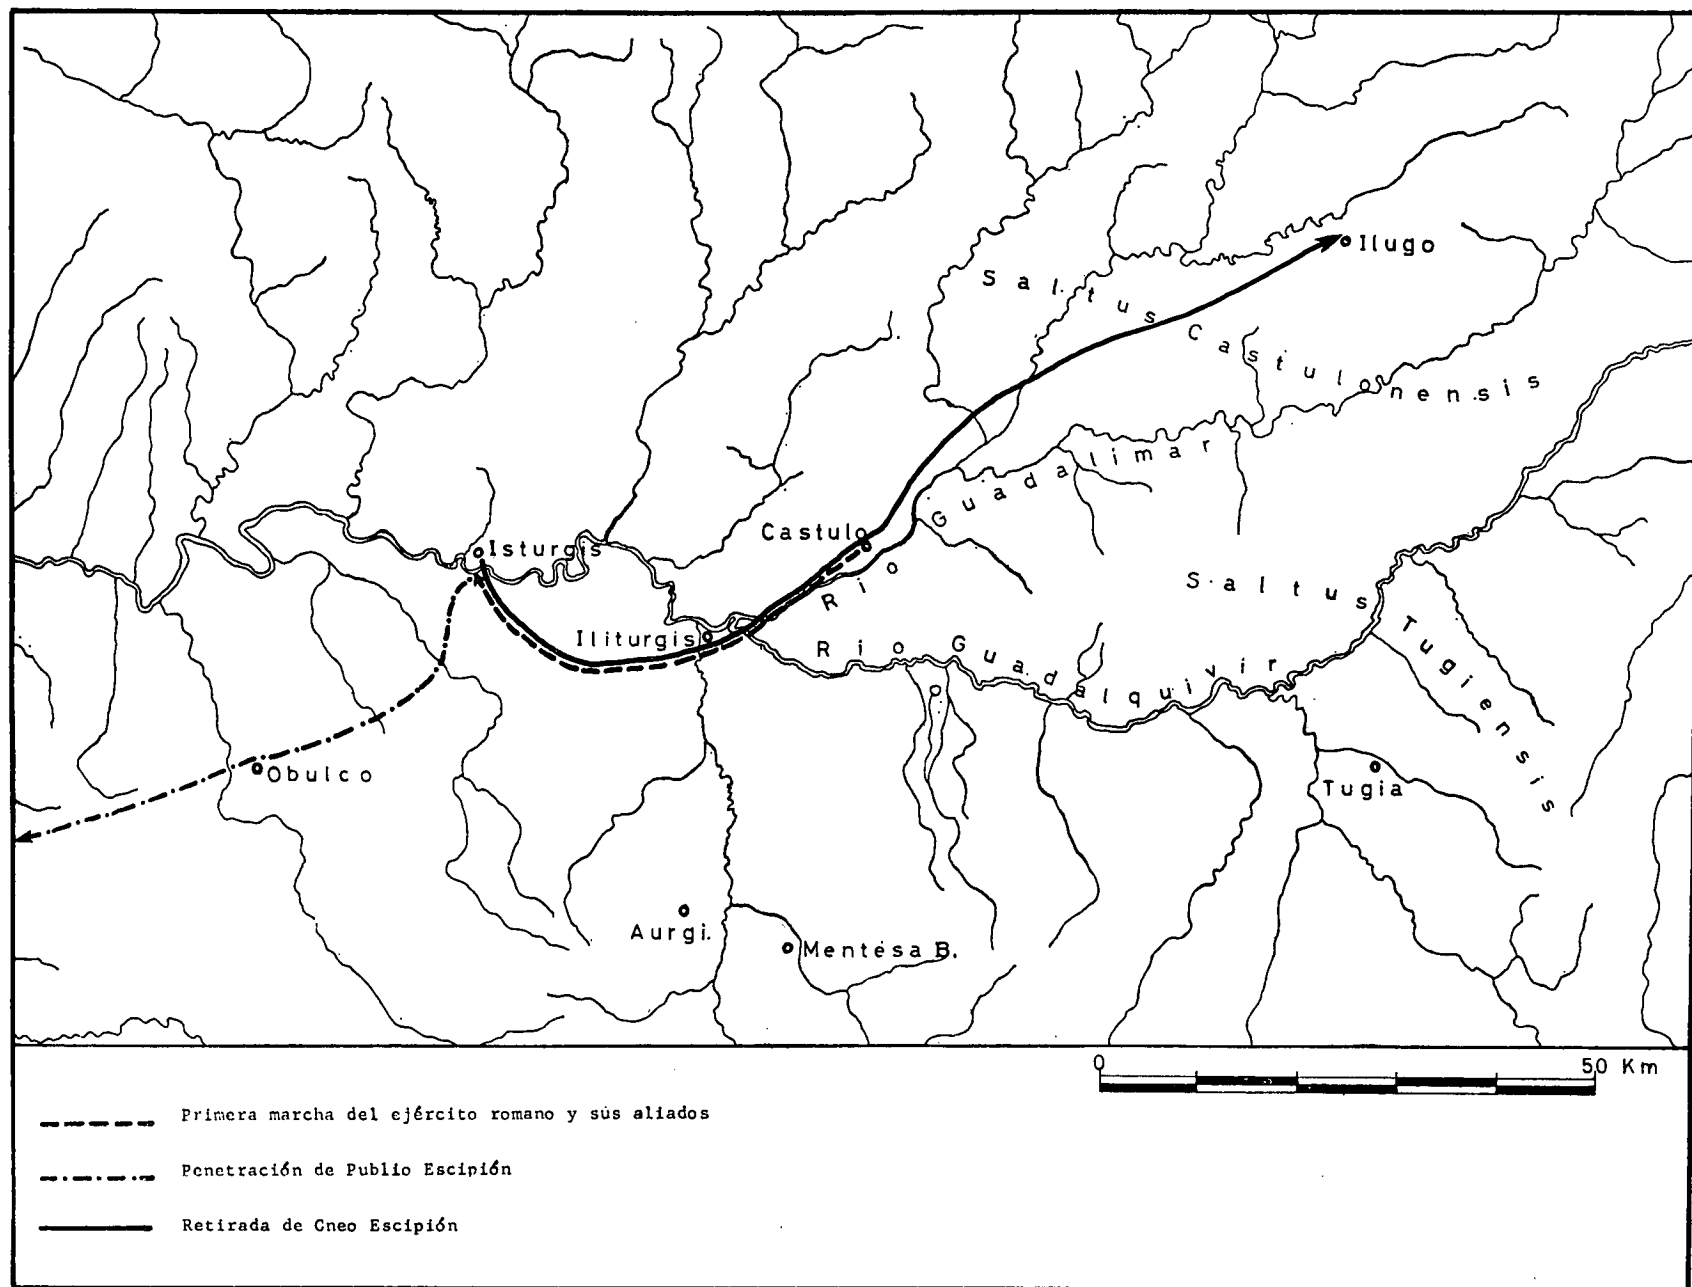 Ilugo
Saltus Castulonensis
Castulo
Isturgis
Rio Guadalimar
Saltus Tugiensis
Iliturgis
Rio Guadalquivir
Obulco
Tugia
Aurgi.
Mentesa B.
0 50 Km
Primera marcha del ejército romano y sus aliados
Penetración de Publio Escipión
Retirada de Cneo Escipión